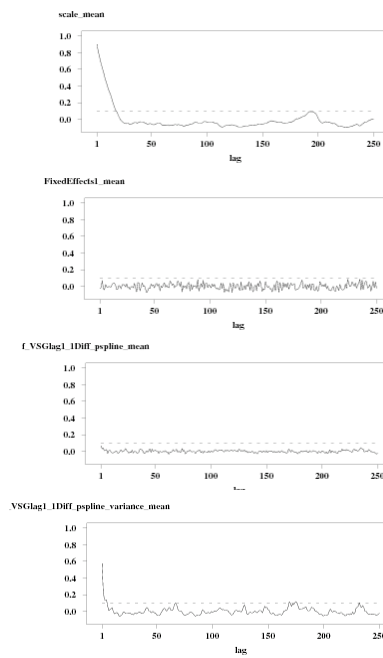 scale_mean
1.0
0.8
0.6
0.4
0.2
0.0
1 50 100 150 200 250
lag
FixedEffects1_mean
1.0
0.8
0.6
0.4
0.2
0.0
1 50 100 150 200 250
lag
f_VSGlag1_1Diff_pspline_mean
1.0
0.8
0.6
0.4
0.2
0.0
1 50 100 150 200 250
lag
_VSGlag1_1Diff_pspline_variance_mean
1.0
0.8
0.6
0.4
0.2
0.0
1 50 100 150 200 250
lag